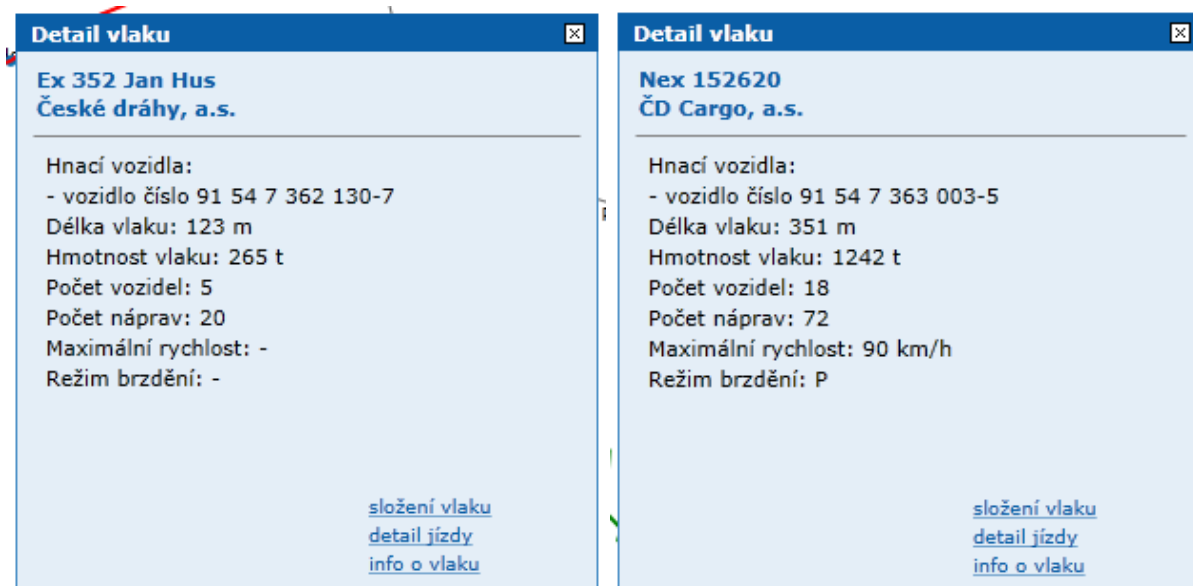 Detail vlaku
Ex 352 Jan Hus
České dráhy, a.s.
Hnací vozidla:
- vozidlo číslo 91 54 7 362 130-7
Délka vlaku: 123 m
Hmotnost vlaku: 265 t
Počet vozidel: 5
Počet náprav: 20
Maximální rychlost: -
Režim brzdění: -
složení vlaku
detail jízdy
info o vlaku
Detail vlaku
Nex 152620
ČD Cargo, a.s.
Hnací vozidla:
- vozidlo číslo 91 54 7 363 003-5
Délka vlaku: 351 m
Hmotnost vlaku: 1242 t
Počet vozidel: 18
Počet náprav: 72
Maximální rychlost: 90 km/h
Režim brzdění: P
složení vlaku
detail jízdy
info o vlaku